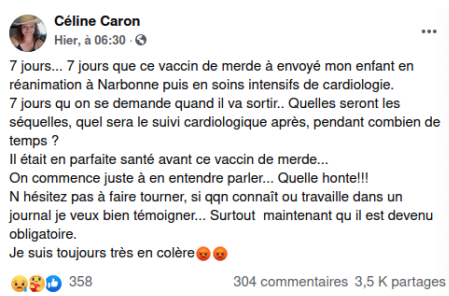 Céline Caron
Hier, à 06:30 ·
7 jours... 7 jours que ce vaccin de merde à envoyé mon enfant en
réanimation à Narbonne puis en soins intensifs de cardiologie.
7 jours qu on se demande quand il va sortir.. Quelles seront les
séquelles, quel sera le suivi cardiologique après, pendant combien de
temps ?
Il était en parfaite santé avant ce vaccin de merde...
On commence juste à en entendre parler... Quelle honte!!!
N hésitez pas à faire tourner, si qqn connaît ou travaille dans un
journal je veux bien témoigner... Surtout  maintenant qu il est devenu
obligatoire.
Je suis toujours très en colère😡😡
358
304 commentaires 3,5 K partages